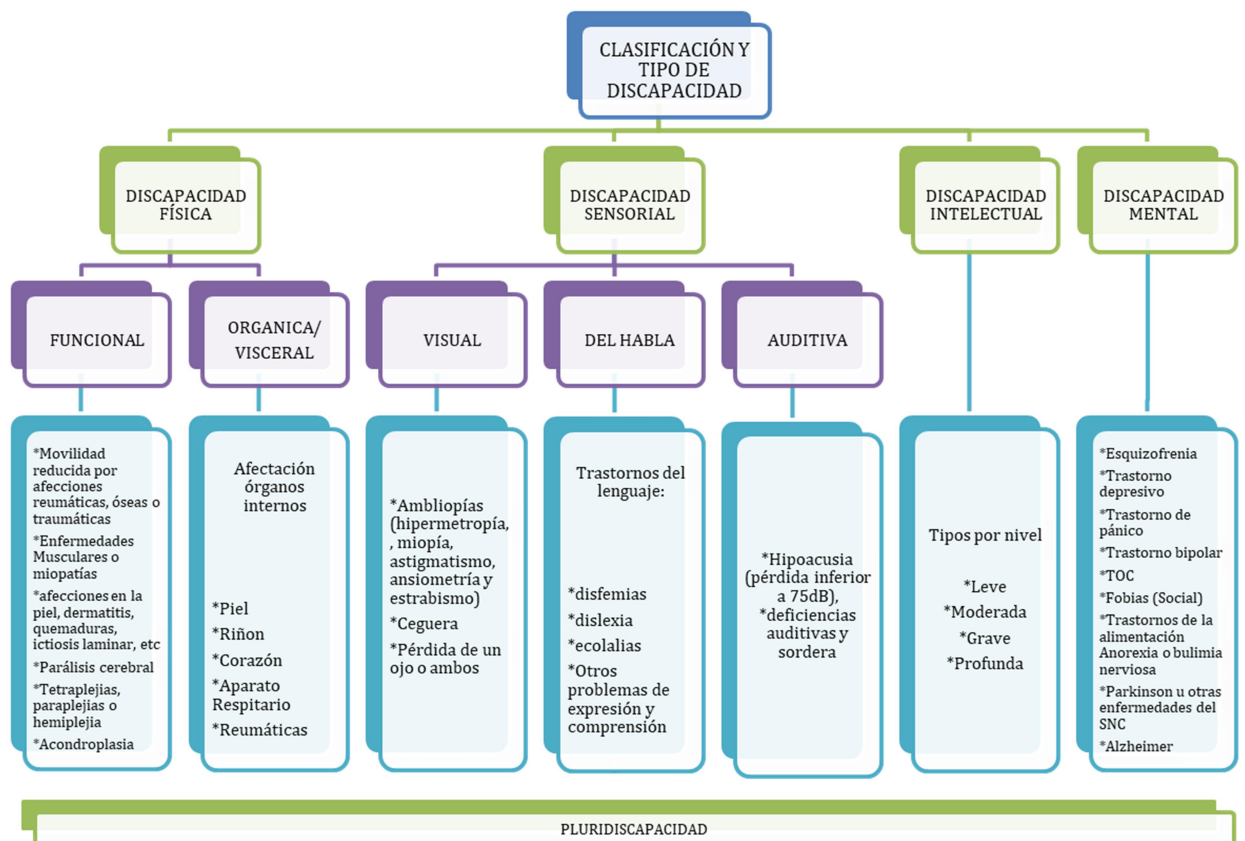 CLASIFICACIÓN Y
TIPO DE
DISCAPACIDAD
DISCAPACIDAD
FÍSICA
DISCAPACIDAD
SENSORIAL
DISCAPACIDAD
INTELECTUAL
DISCAPACIDAD
MENTAL
FUNCIONAL
ORGANICA/
VISCERAL
VISUAL
DEL HABLA
AUDITIVA
*Movilidad
reducida por
afecciones
reumáticas, óseas o
traumáticas
*Enfermedades
Musculares o
miopatías
*afecciones en la
piel, dermatitis,
quemaduras,
ictiosis laminar, etc
*Parálisis cerebral
*Tetraplejias,
paraplejias o
hemiplejia
*Acondroplasia
Afectación
órganos
internos
*Piel
*Riñon
*Corazón
*Aparato
Respitario
*Reumáticas
*Ambliopías
(hipermetropía,
, miopía,
astigmatismo,
ansiometría y
estrabismo)
*Ceguera
*Pérdida de un
ojo o ambos
Trastornos del
lenguaje:
*disfemias
*dislexia
*ecolalias
*Otros
problemas de
expresión y
comprensión
*Hipoacusia
(pérdida inferior
a 75dB),
*deficiencias
auditivas y
sordera
Tipos por nivel
*Leve
*Moderada
*Grave
*Profunda
*Esquizofrenia
*Trastorno
depresivo
*Trastorno de
pánico
*Trastorno bipolar
*TOC
*Fobias (Social)
*Trastornos de la
alimentación
Anorexia o bulimia
nerviosa
*Parkinson u otras
enfermedades del
SNC
*Alzheimer
PLURIDISCAPACIDAD